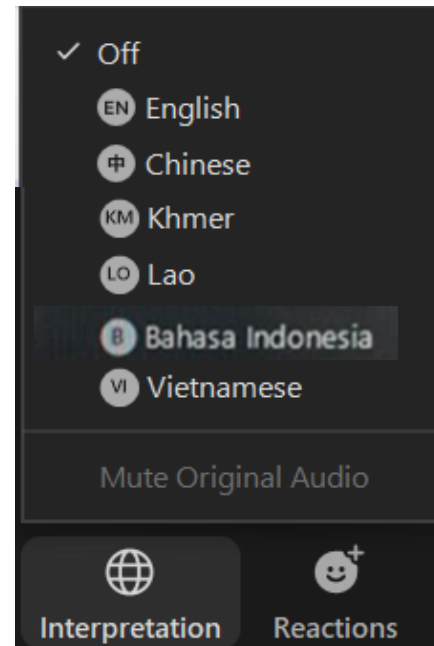 Off
EN English
中 Chinese
KM Khmer
LO Lao
B Bahasa Indonesia
VI Vietnamese
Mute Original Audio
Interpretation Reactions